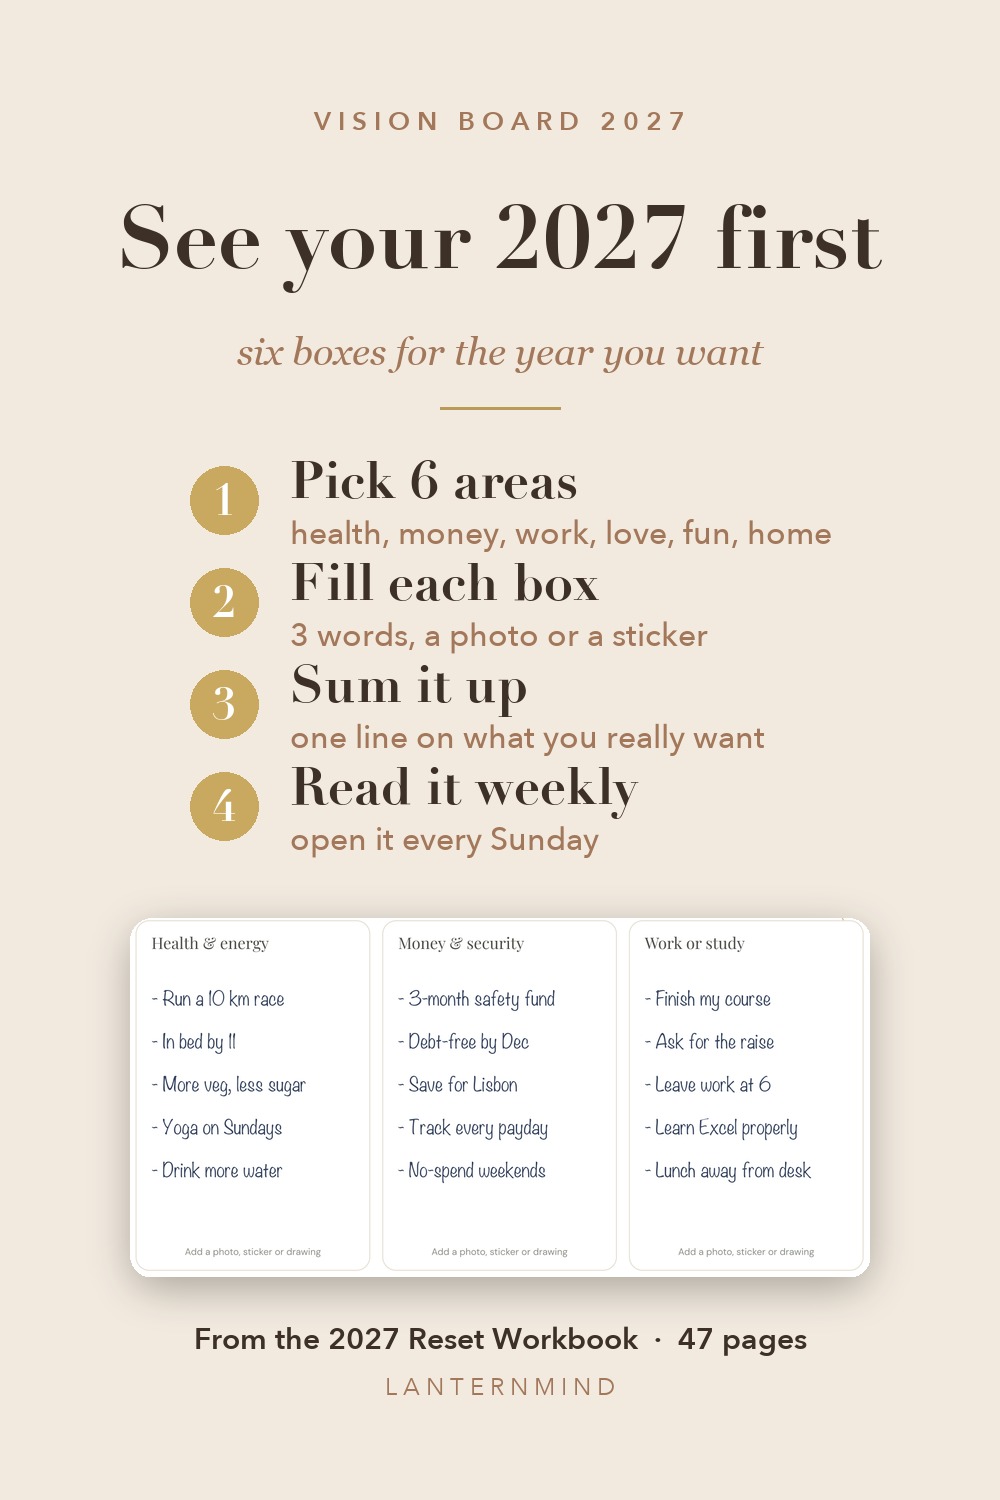 VISION BOARD 2027
See your 2027 first
six boxes for the year you want
1
Pick 6 areas
health, money, work, love, fun, home
2
Fill each box
3 words, a photo or a sticker
3
Sum it up
one line on what you really want
4
Read it weekly
open it every Sunday
Health & energy
- Run a 10 km race
- In bed by 11
- More veg, less sugar
- Yoga on Sundays
- Drink more water
Add a photo, sticker or drawing
Money & security
- 3-month safety fund
- Debt-free by Dec
- Save for Lisbon
- Track every payday
- No-spend weekends
Add a photo, sticker or drawing
Work or study
- Finish my course
- Ask for the raise
- Leave work at 6
- Learn Excel properly
- Lunch away from desk
Add a photo, sticker or drawing
From the 2027 Reset Workbook · 47 pages
LANTERNMIND